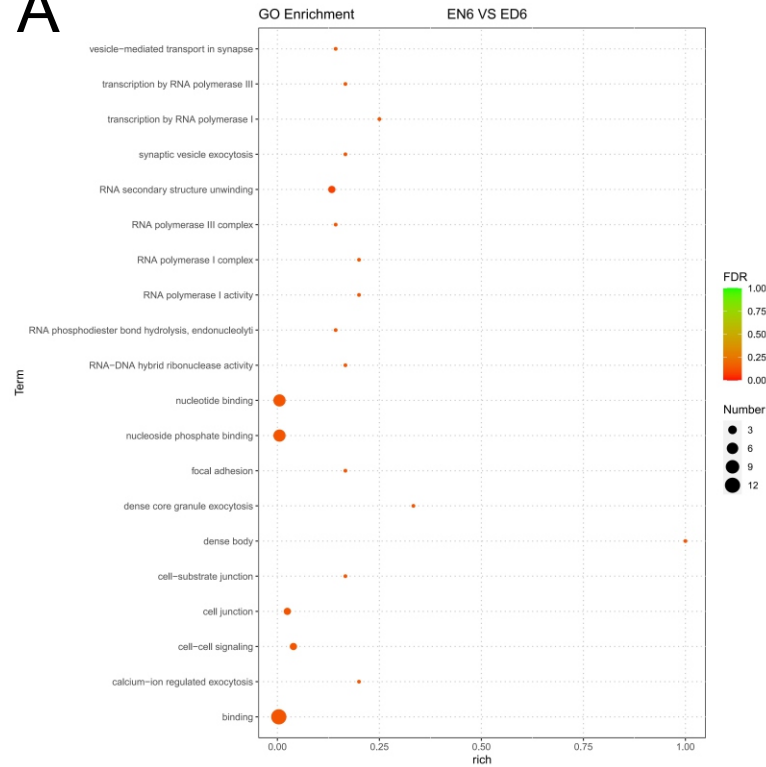 A
GO Enrichment EN6 VS ED6
vesicle−mediated transport in synapse
transcription by RNA polymerase III
transcription by RNA polymerase I
synaptic vesicle exocytosis
RNA secondary structure unwinding
RNA polymerase III complex
RNA polymerase I complex
RNA polymerase I activity
RNA phosphodiester bond hydrolysis, endonucleolyti
RNA−DNA hybrid ribonuclease activity
nucleotide binding
nucleoside phosphate binding
focal adhesion
dense core granule exocytosis
dense body
cell−substrate junction
cell junction
cell−cell signaling
calcium−ion regulated exocytosis
binding
Term
0.00 0.25 0.50 0.75 1.00
rich
FDR
1.00
0.75
0.50
0.25
0.00
Number
3
6
9
12